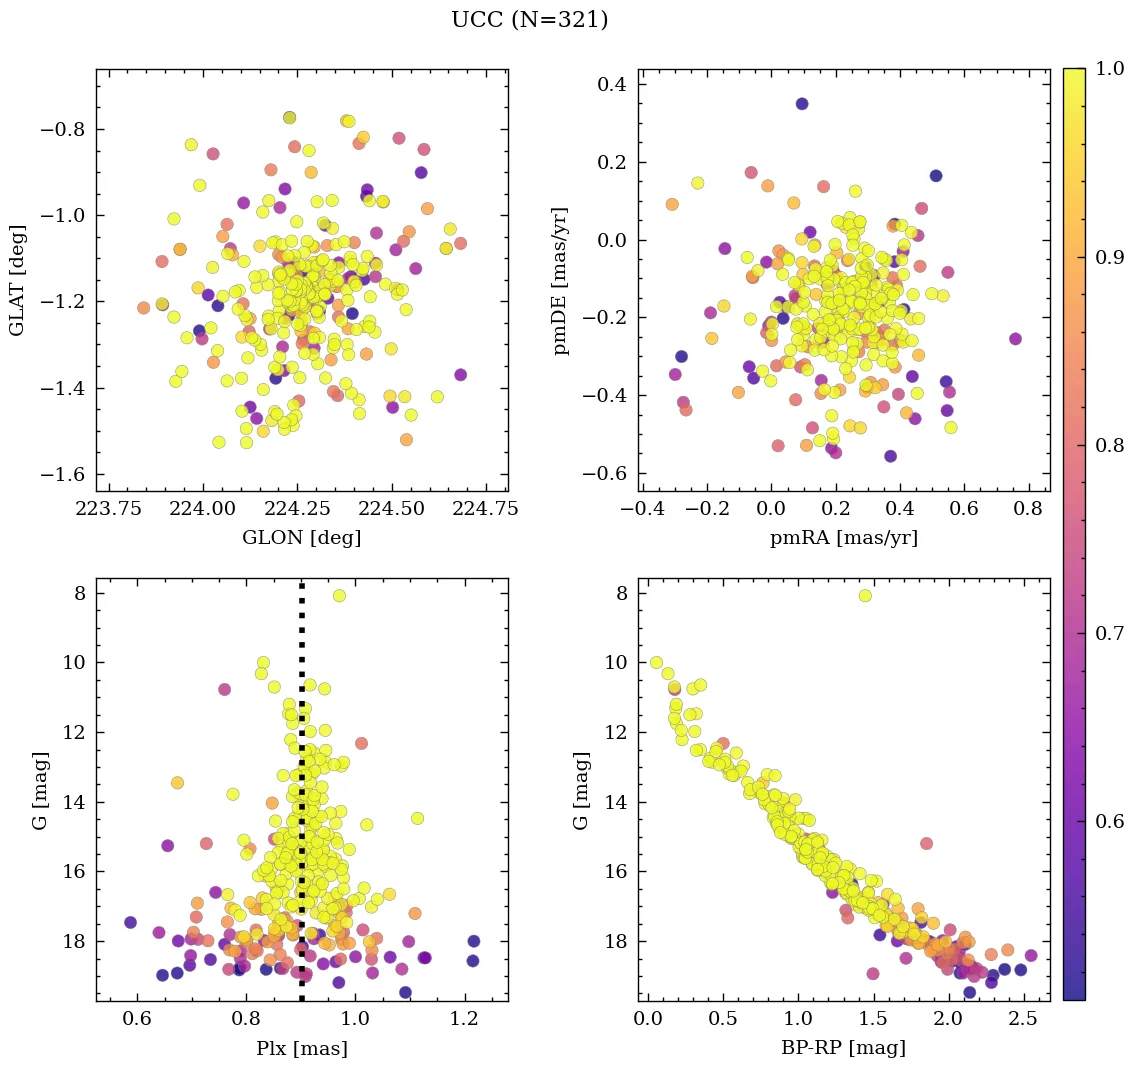 UCC (N=321)
−0.8
−1.0
−1.2
−1.4
−1.6
GLAT [deg]
223.75 224.00 224.25 224.50 224.75
GLON [deg]
0.4
0.2
0.0
−0.2
−0.4
−0.6
pmDE [mas/yr]
−0.4 −0.2 0.0 0.2 0.4 0.6 0.8
pmRA [mas/yr]
8
10
12
14
16
18
G [mag]
0.6 0.8 1.0 1.2
Plx [mas]
8
10
12
14
16
18
G [mag]
0.0 0.5 1.0 1.5 2.0 2.5
BP-RP [mag]
1.0
0.9
0.8
0.7
0.6